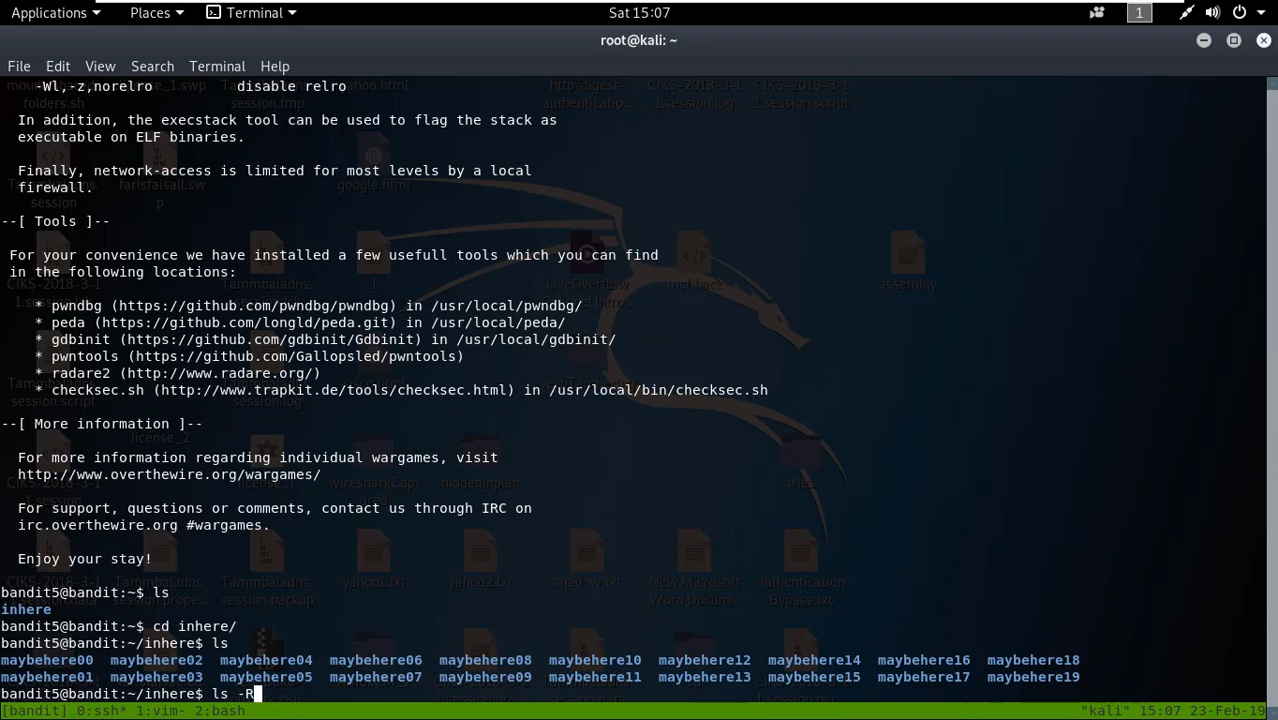 Applications Places Terminal Sat 15:07 1
root@kali: ~
File Edit View Search Terminal Help
-Wl,-z,norelro disable relro
In addition, the execstack tool can be used to flag the stack as
executable on ELF binaries.
Finally, network-access is limited for most levels by a local
firewall.
--[ Tools ]--
For your convenience we have installed a few usefull tools which you can find
in the following locations:
* pwndbg (https://github.com/pwndbg/pwndbg) in /usr/local/pwndbg/
* peda (https://github.com/longld/peda.git) in /usr/local/peda/
* gdbinit (https://github.com/gdbinit/Gdbinit) in /usr/local/gdbinit/
* pwntools (https://github.com/Gallopsled/pwntools)
* radare2 (http://www.radare.org/)
* checksec.sh (http://www.trapkit.de/tools/checksec.html) in /usr/local/bin/checksec.sh
--[ More information ]--
For more information regarding individual wargames, visit
http://www.overthewire.org/wargames/
For support, questions or comments, contact us through IRC on
irc.overthewire.org #wargames.
Enjoy your stay!
bandit5@bandit:~$ ls
inhere
bandit5@bandit:~$ cd inhere/
bandit5@bandit:~/inhere$ ls
maybehere00 maybehere02 maybehere04 maybehere06 maybehere08 maybehere10 maybehere12 maybehere14 maybehere16 maybehere18
maybehere01 maybehere03 maybehere05 maybehere07 maybehere09 maybehere11 maybehere13 maybehere15 maybehere17 maybehere19
bandit5@bandit:~/inhere$ ls -R
[bandit] 0:ssh* 1:vim- 2:bash "kali" 15:07 23-Feb-19